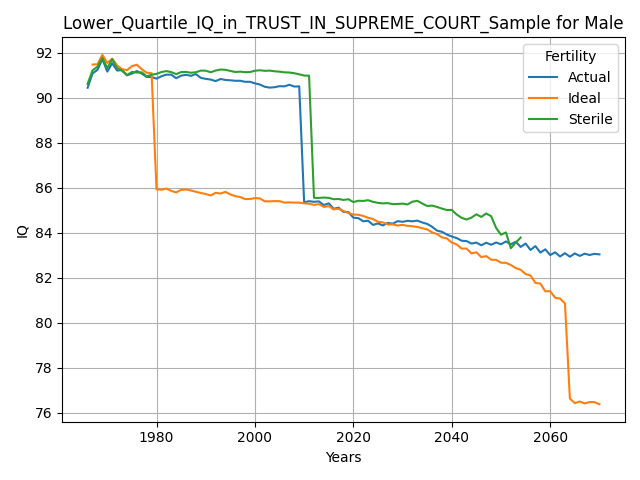 Lower_Quartile_IQ_in_TRUST_IN_SUPREME_COURT_Sample for Male
Fertility
Actual
Ideal
Sterile
IQ
92
90
88
86
84
82
80
78
76
1980 2000 2020 2040 2060
Years